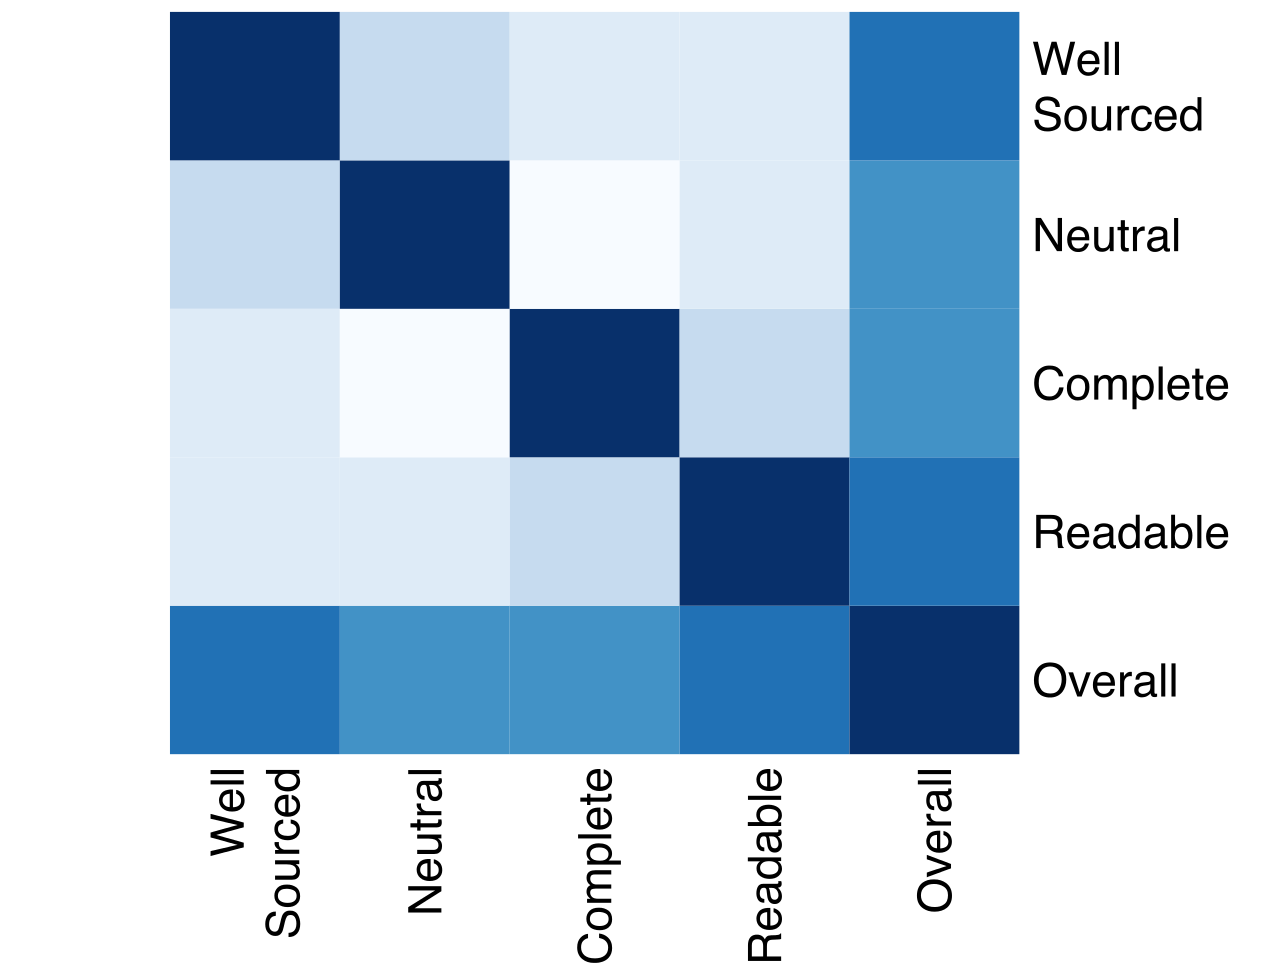 Well
Sourced
Neutral
Complete
Readable
Overall
Well
Sourced
Neutral
Complete
Readable
Overall